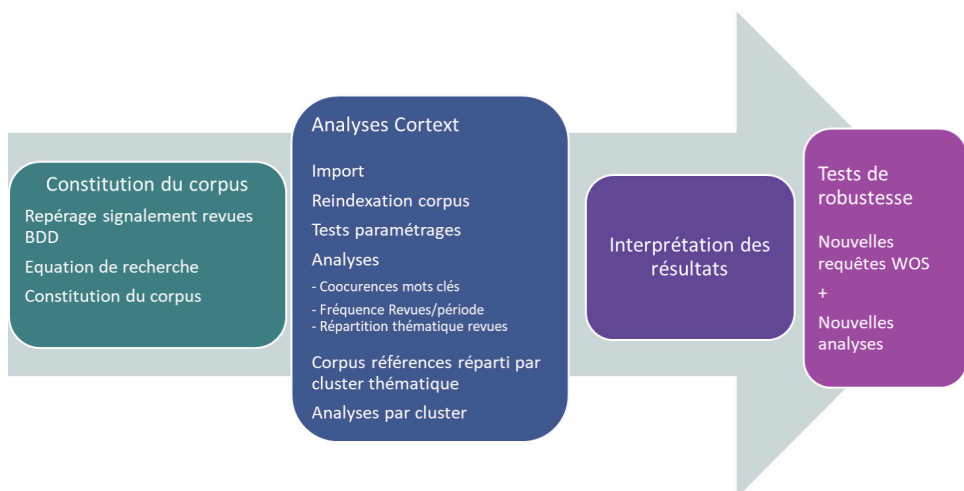 Constitution du corpus
Repérage signalement revues
BDD
Equation de recherche
Constitution du corpus
Analyses Cortext
Import
Reindexation corpus
Tests paramétrages
Analyses
- Coocurences mots clés
- Fréquence Revues/période
- Répartition thématique revues
Corpus références réparti par
cluster thématique
Analyses par cluster
Interprétation des
résultats
Tests de
robustesse
Nouvelles
requêtes WOS
+
Nouvelles
analyses